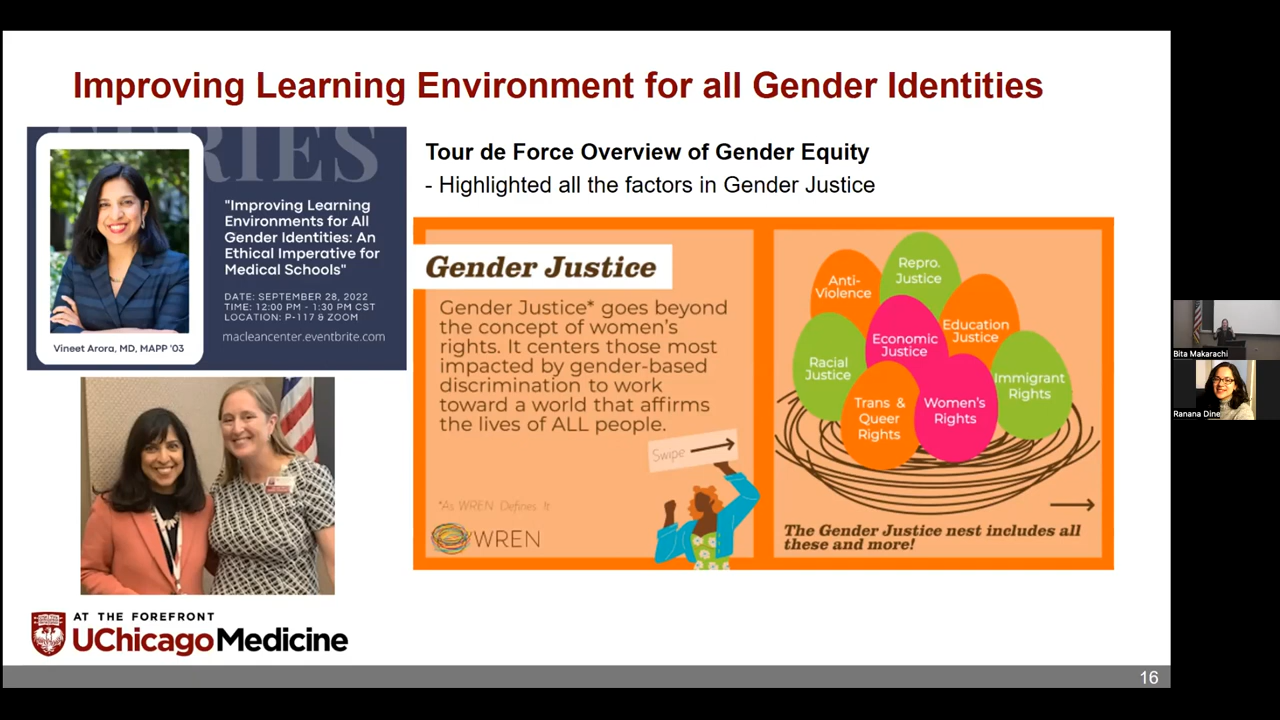 Improving Learning Environment for all Gender Identities
SERIES
"Improving Learning
Environments for All
Gender Identities: An
Ethical Imperative for
Medical Schools"
DATE: SEPTEMBER 28, 2022
TIME: 12:00 PM - 1:30 PM CST
LOCATION: P-117 & ZOOM
macleancenter.eventbrite.com
Vineet Arora, MD, MAPP '03
Tour de Force Overview of Gender Equity
- Highlighted all the factors in Gender Justice
Gender Justice
Gender Justice* goes beyond
the concept of women's
rights. It centers those most
impacted by gender-based
discrimination to work
toward a world that affirms
the lives of ALL people.
Swipe
*As WREN Defines It
WREN
Anti-
Violence
Repro.
Justice
Education
Justice
Economic
Justice
Racial
Justice
Immigrant
Rights
Trans &
Queer
Rights
Women's
Rights
The Gender Justice nest includes all
these and more!
AT THE FOREFRONT
UChicago Medicine
16
Bita Makarachi
Ranana Dine